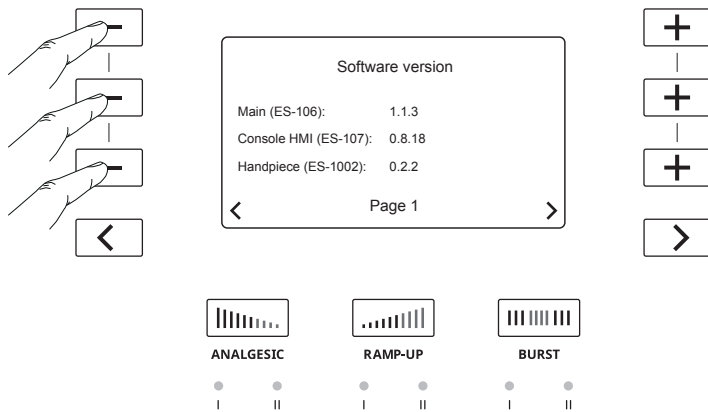 Software version
Main (ES-106): 1.1.3
Console HMI (ES-107): 0.8.18
Handpiece (ES-1002): 0.2.2
Page 1
ANALGESIC RAMP-UP BURST
I II I II I II